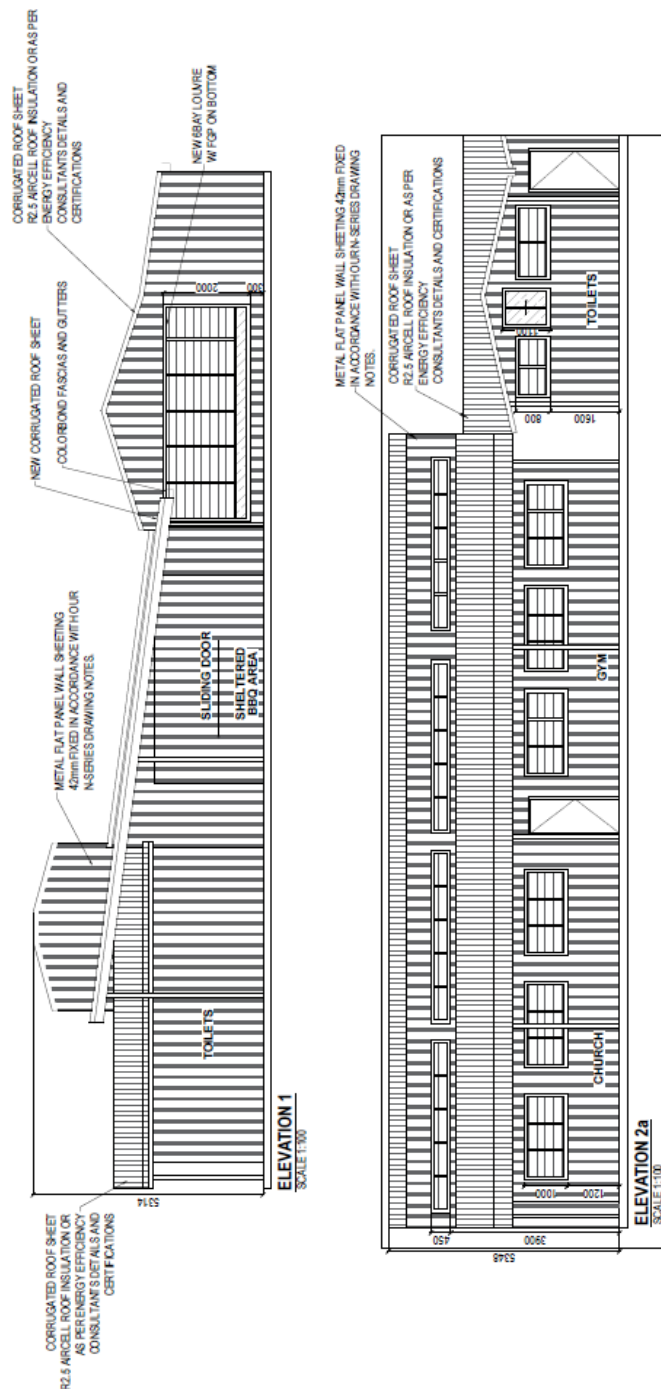 CORRUGATED ROOF SHEET
R2.5 AIRCELL ROOF INSULATION OR
AS PER ENERGY EFFICIENCY
CONSULTANTS DETAILS AND
CERTIFICATIONS
METAL FLAT PANEL WALL SHEETING
42mm FIXED IN ACCORDANCE WITH OUR
N-SERIES DRAWING NOTES.
NEW CORRUGATED ROOF SHEET
COLORBOND FASCIAS AND GUTTERS
CORRUGATED ROOF SHEET
R2.5 AIRCELL ROOF INSULATION OR AS PER
ENERGY EFFICIENCY
CONSULTANTS DETAILS AND
CERTIFICATIONS
NEW 6BAY LOUVRE
W/ FGP ON BOTTOM
5314
TOILETS
SLIDING DOOR
SHELTERED
BBQ AREA
2000
300
ELEVATION 1
SCALE 1:100
METAL FLAT PANEL WALL SHEETING 42mm FIXED
IN ACCORDANCE WITH OUR N-SERIES DRAWING
NOTES.
CORRUGATED ROOF SHEET
R2.5 AIRCELL ROOF INSULATION OR AS PER
ENERGY EFFICIENCY
CONSULTANTS DETAILS AND CERTIFICATIONS
5348
450
3900
1000
1200
CHURCH
GYM
800
1600
1100
TOILETS
ELEVATION 2a
SCALE 1:100